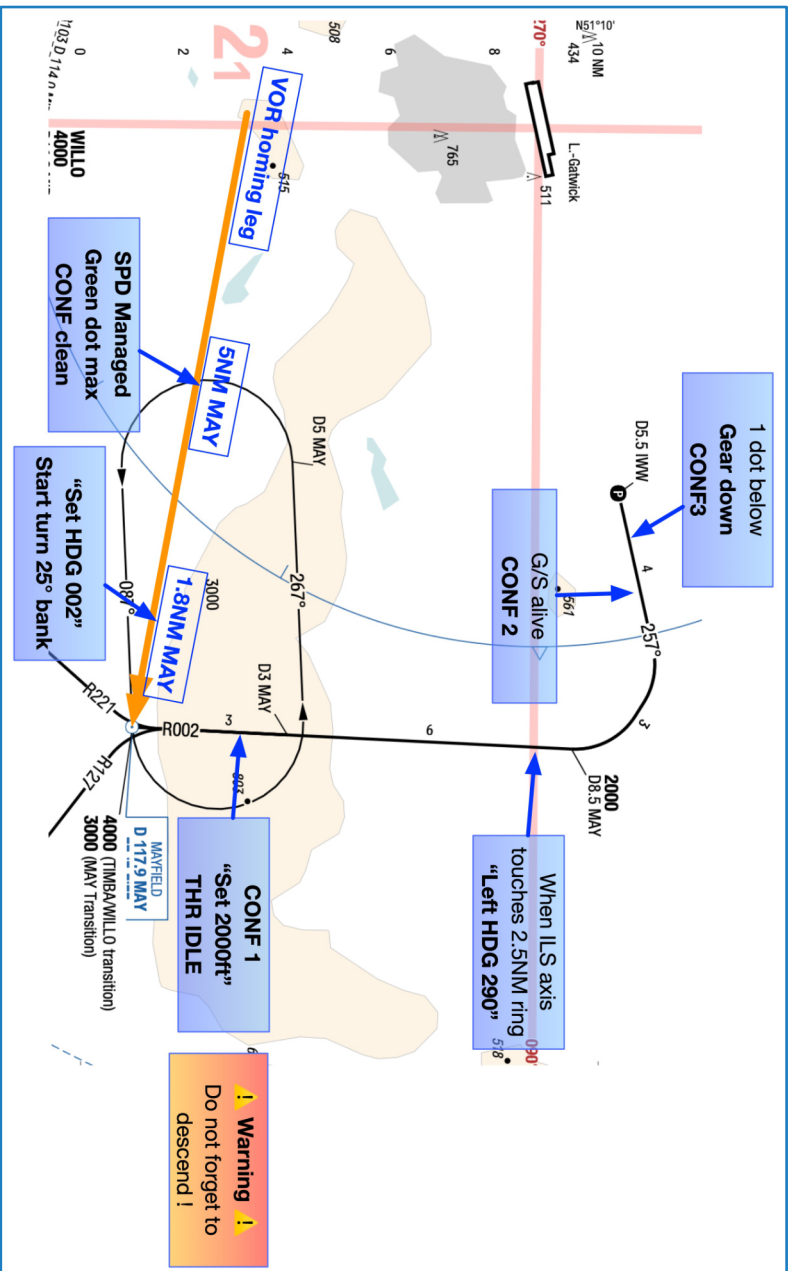 1 dot below
Gear down
CONF3
D5.5 IWW
P
4
257°
3
2000
D8.5 MAY
N51°10'
10 NM
434
L.-Gatwick
511
561
G/S alive
CONF 2
When ILS axis
touches 2.5NM ring
“Left HDG 290”
270°
090
518
8
765
6
6
508
4
515
21
D5 MAY
267°
D3 MAY
3
803
CONF 1
“Set 2000ft”
THR IDLE
⚠ Warning ⚠
Do not forget to
descend !
2
VOR homing leg
5NM MAY
3000
1.8NM MAY
R002
0
087°
SPD Managed
Green dot max
CONF clean
“Set HDG 002”
Start turn 25° bank
R221
R127
MAYFIELD
D 117.9 MAY
4000 (TIMBA/WILLO transition)
3000 (MAY Transition)
WILLO
4000